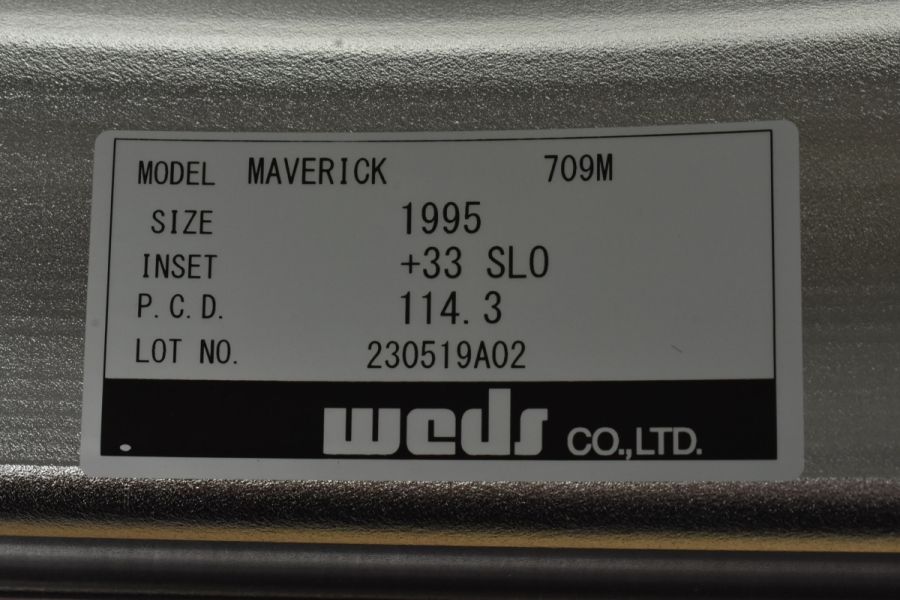 MODEL MAVERICK 709M
SIZE 1995
INSET +33 SLO
P.C.D. 114.3
LOT NO. 230519A02
weds CO.,LTD.